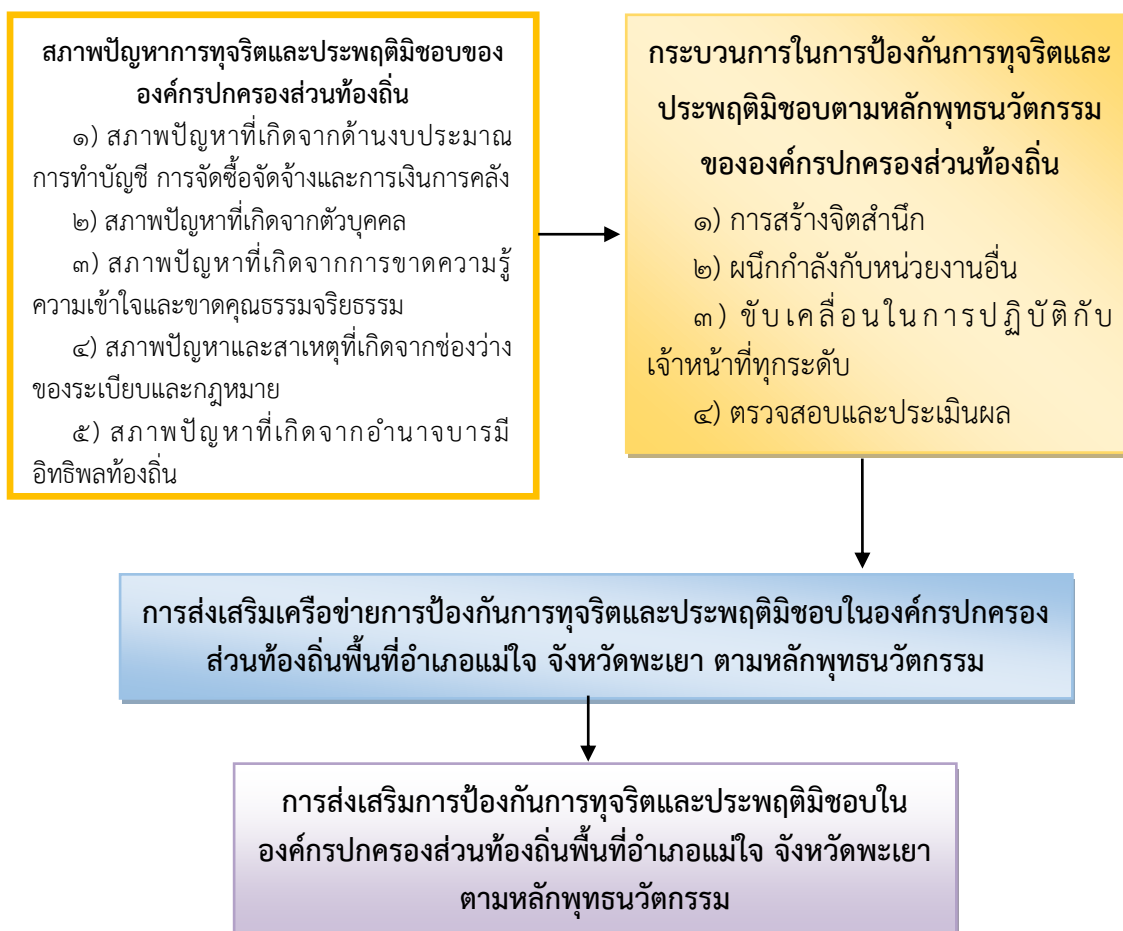 สภาพปัญหาการทุจริตและประพฤติมิชอบของ
องค์กรปกครองส่วนท้องถิ่น
๑) สภาพปัญหาที่เกิดจากด้านงบประมาณ
การทำบัญชี การจัดซื้อจัดจ้างและการเงินการคลัง
๒) สภาพปัญหาที่เกิดจากตัวบุคคล
๓) สภาพปัญหาที่เกิดจากการขาดความรู้
ความเข้าใจและขาดคุณธรรมจริยธรรม
๔) สภาพปัญหาและสาเหตุที่เกิดจากช่องว่าง
ของระเบียบและกฎหมาย
๕) สภาพปัญหาที่เกิดจากอำนาจบารมี
อิทธิพลท้องถิ่น
กระบวนการในการป้องกันการทุจริตและ
ประพฤติมิชอบตามหลักพุทธนวัตกรรม
ขององค์กรปกครองส่วนท้องถิ่น
๑) การสร้างจิตสำนึก
๒) ผนึกกำลังกับหน่วยงานอื่น
๓) ขับเคลื่อนในการปฏิบัติกับ
เจ้าหน้าที่ทุกระดับ
๔) ตรวจสอบและประเมินผล
การส่งเสริมเครือข่ายการป้องกันการทุจริตและประพฤติมิชอบในองค์กรปกครอง
ส่วนท้องถิ่นพื้นที่อำเภอแม่ใจ จังหวัดพะเยา ตามหลักพุทธนวัตกรรม
การส่งเสริมการป้องกันการทุจริตและประพฤติมิชอบใน
องค์กรปกครองส่วนท้องถิ่นพื้นที่อำเภอแม่ใจ จังหวัดพะเยา
ตามหลักพุทธนวัตกรรม